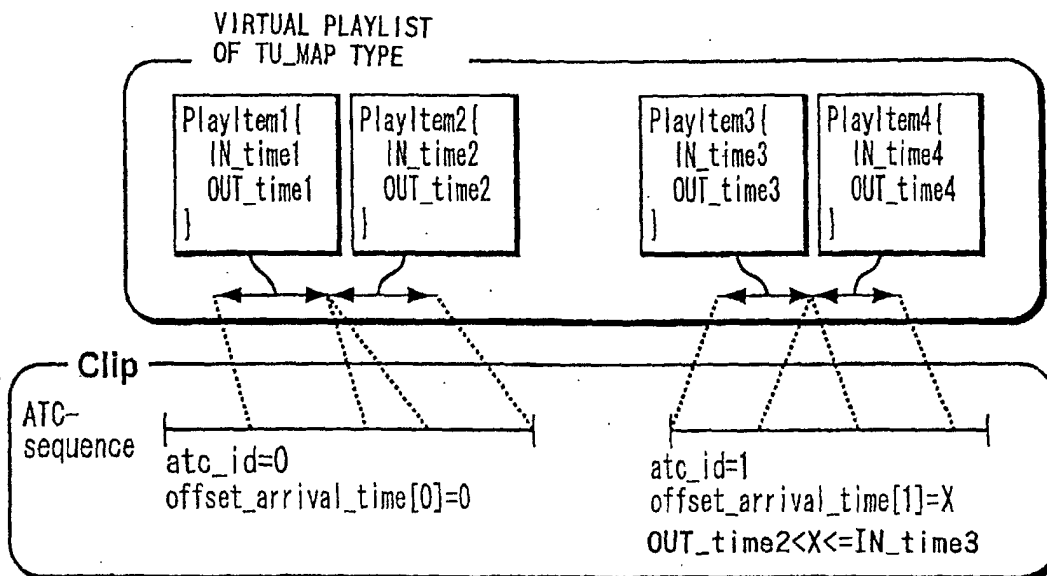 VIRTUAL PLAYLIST
OF TU_MAP TYPE
PlayItem1{
IN_time1
OUT_time1
}
PlayItem2{
IN_time2
OUT_time2
}
PlayItem3{
IN_time3
OUT_time3
}
PlayItem4{
IN_time4
OUT_time4
}
Clip
ATC-
sequence
atc_id=0
offset_arrival_time[0]=0
atc_id=1
offset_arrival_time[1]=X
OUT_time2<X<=IN_time3